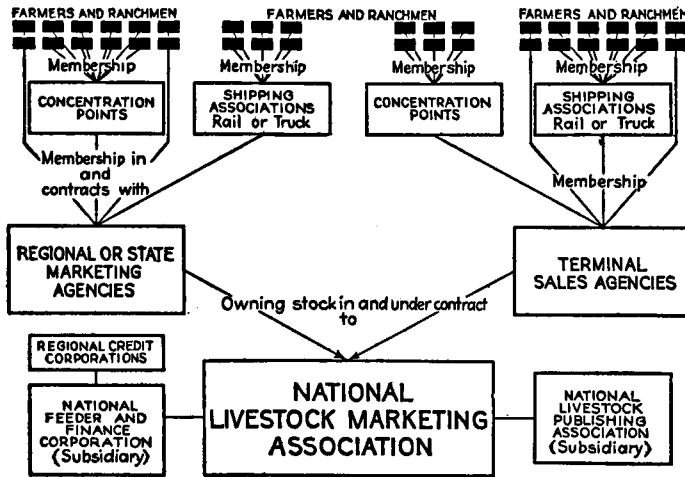 FARMERS AND RANCHMEN
FARMERS AND RANCHMEN
FARMERS AND RANCHMEN
Membership
Membership
Membership
Membership
CONCENTRATION
POINTS
SHIPPING
ASSOCIATIONS
Rail or Truck
CONCENTRATION
POINTS
SHIPPING
ASSOCIATIONS
Rail or Truck
Membership in
and
contracts with
Membership
REGIONAL OR STATE
MARKETING
AGENCIES
TERMINAL
SALES AGENCIES
Owning stock in and under contract
to
REGIONAL CREDIT
CORPORATIONS
NATIONAL
FEEDER AND
FINANCE
CORPORATION
(Subsidiary)
NATIONAL
LIVESTOCK MARKETING
ASSOCIATION
NATIONAL
LIVESTOCK
PUBLISHING
ASSOCIATION
(Subsidiary)